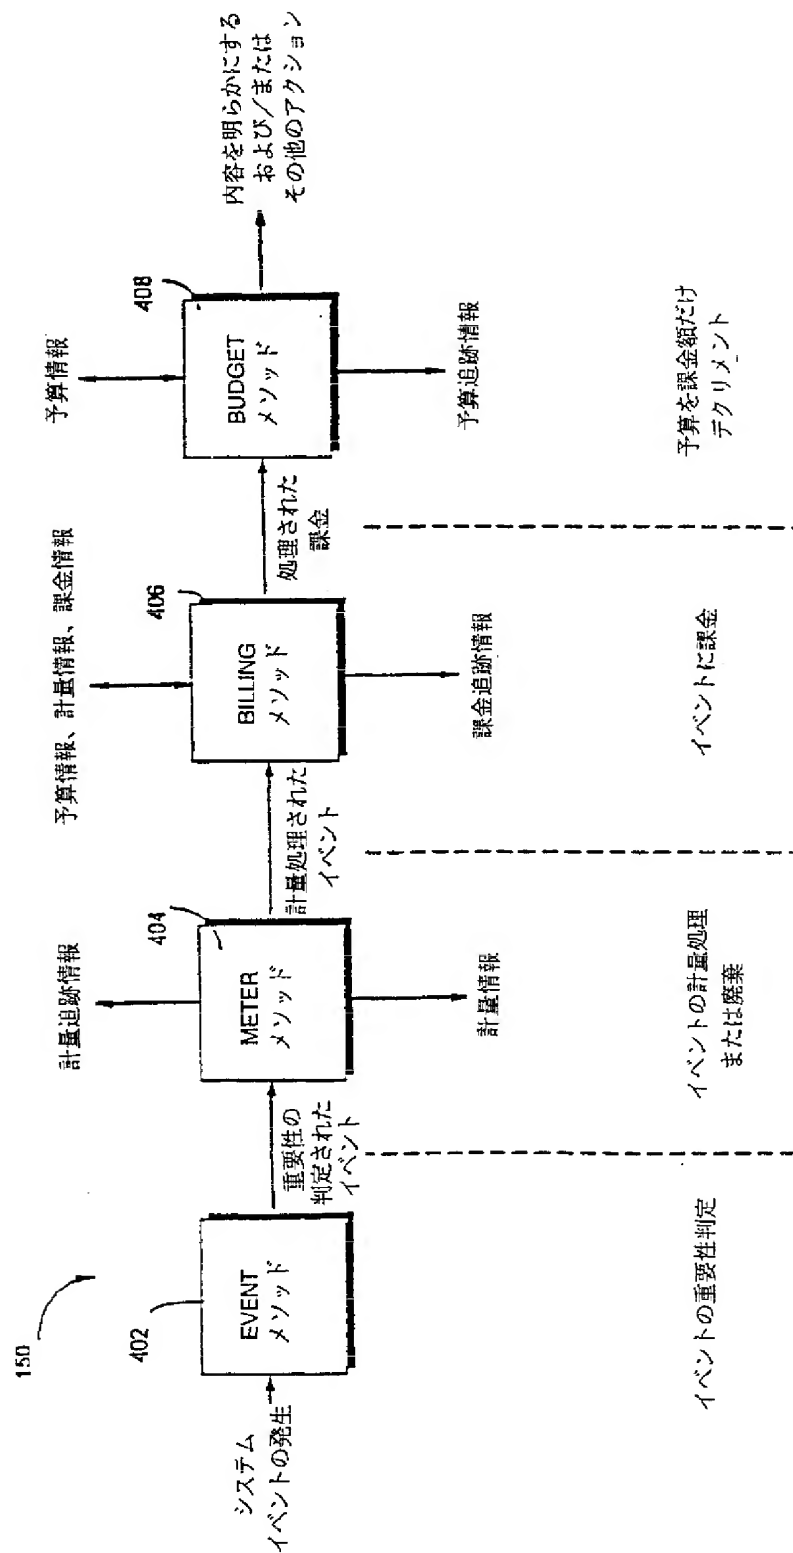 150
システム
イベントの発生
402
EVENT
メソッド
重要性の
判定された
イベント
計量追跡情報
404
METER
メソッド
計量情報
計量処理された
イベント
予算情報、計量情報、課金情報
406
BILLING
メソッド
課金追跡情報
処理された
課金
予算情報
408
BUDGET
メソッド
予算追跡情報
内容を明らかにする
および/または
その他のアクション
イベントの重要性判定
イベントの計量処理
または廃棄
イベントに課金
予算を課金額だけ
デクリメント